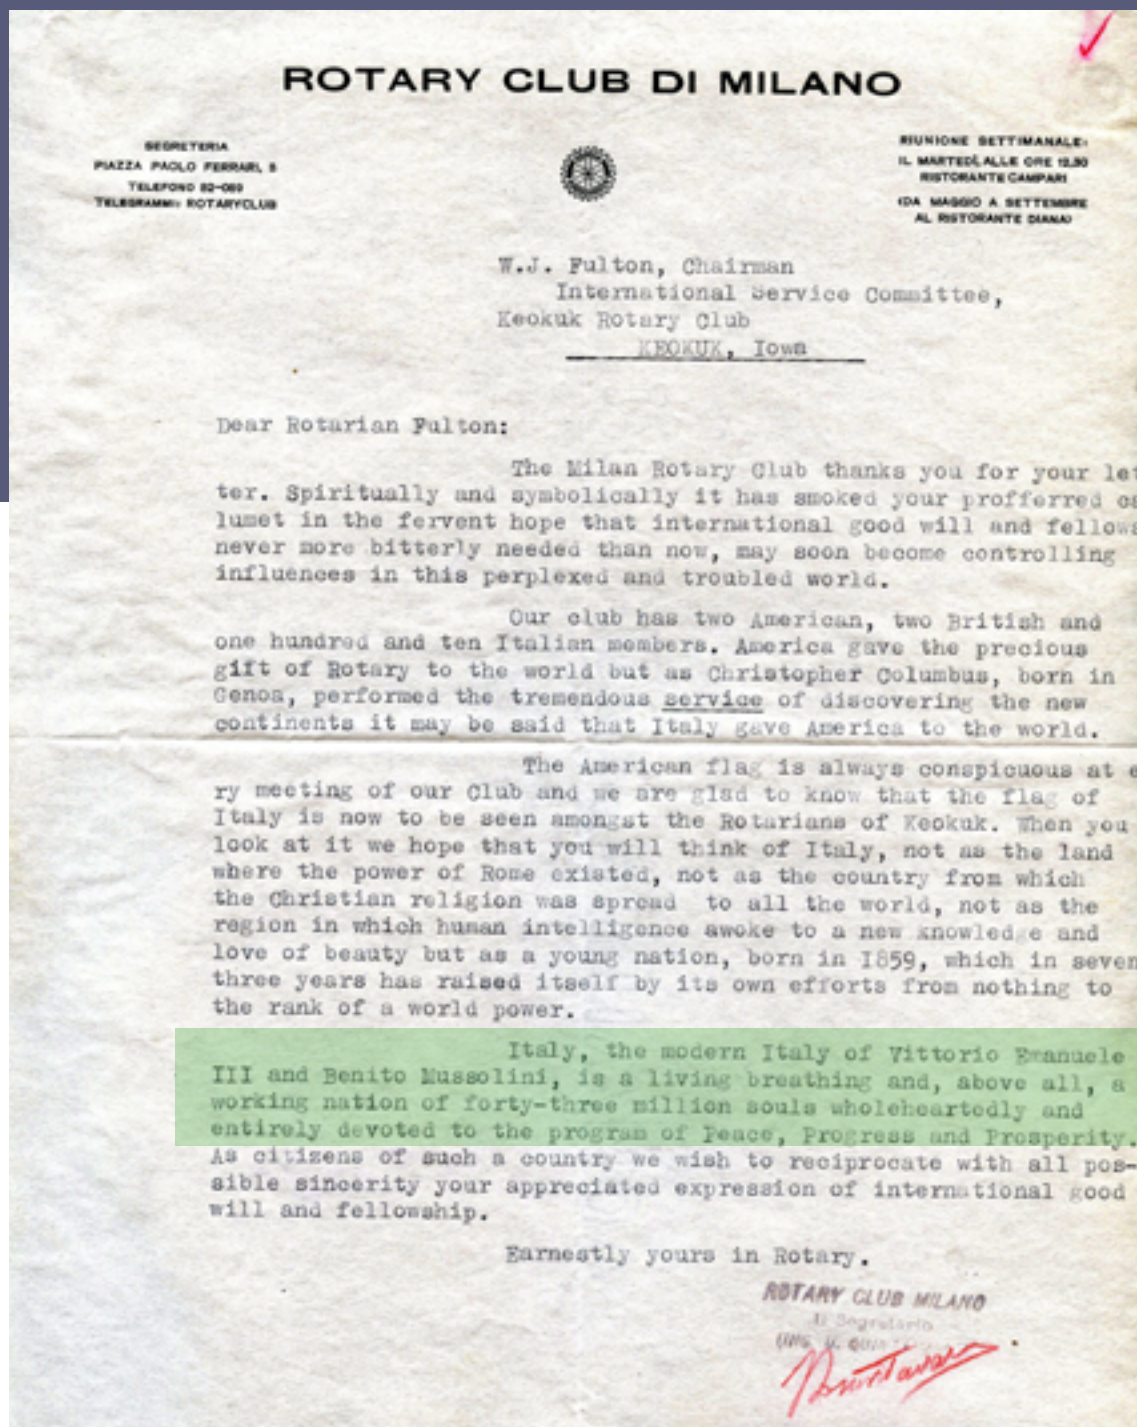 ROTARY CLUB DI MILANO
SEGRETERIA
PIAZZA PAOLO FERRARI, 8
TELEFONO 82-089
TELEGRAMMI: ROTARYCLUB
RIUNIONE SETTIMANALE:
IL MARTEDÌ, ALLE ORE 12,30
RISTORANTE CAMPARI
(DA MAGGIO A SETTEMBRE
AL RISTORANTE DIANA)
W.J. Fulton, Chairman
International Service Committee,
Keokuk Rotary Club
KEOKUK, Iowa
Dear Rotarian Fulton:
The Milan Rotary Club thanks you for your let
ter. Spiritually and symbolically it has smoked your profferred ca
lumet in the fervent hope that international good will and fellows
never more bitterly needed than now, may soon become controlling
influences in this perplexed and troubled world.
Our club has two American, two British and
one hundred and ten Italian members. America gave the precious
gift of Rotary to the world but as Christopher Columbus, born in
Genoa, performed the tremendous service of discovering the new
continents it may be said that Italy gave America to the world.
The American flag is always conspicuous at e
ry meeting of our Club and we are glad to know that the flag of
Italy is now to be seen amongst the Rotarians of Keokuk. When you
look at it we hope that you will think of Italy, not as the land
where the power of Rome existed, not as the country from which
the Christian religion was spread to all the world, not as the
region in which human intelligence awoke to a new knowledge and
love of beauty but as a young nation, born in 1859, which in seven
three years has raised itself by its own efforts from nothing to
the rank of a world power.
Italy, the modern Italy of Vittorio Emanuele
III and Benito Mussolini, is a living breathing and, above all, a
working nation of forty-three million souls wholeheartedly and
entirely devoted to the program of Peace, Progress and Prosperity.
As citizens of such a country we wish to reciprocate with all pos-
sible sincerity your appreciated expression of international good
will and fellowship.
Earnestly yours in Rotary.
ROTARY CLUB MILANO
Il Segretario